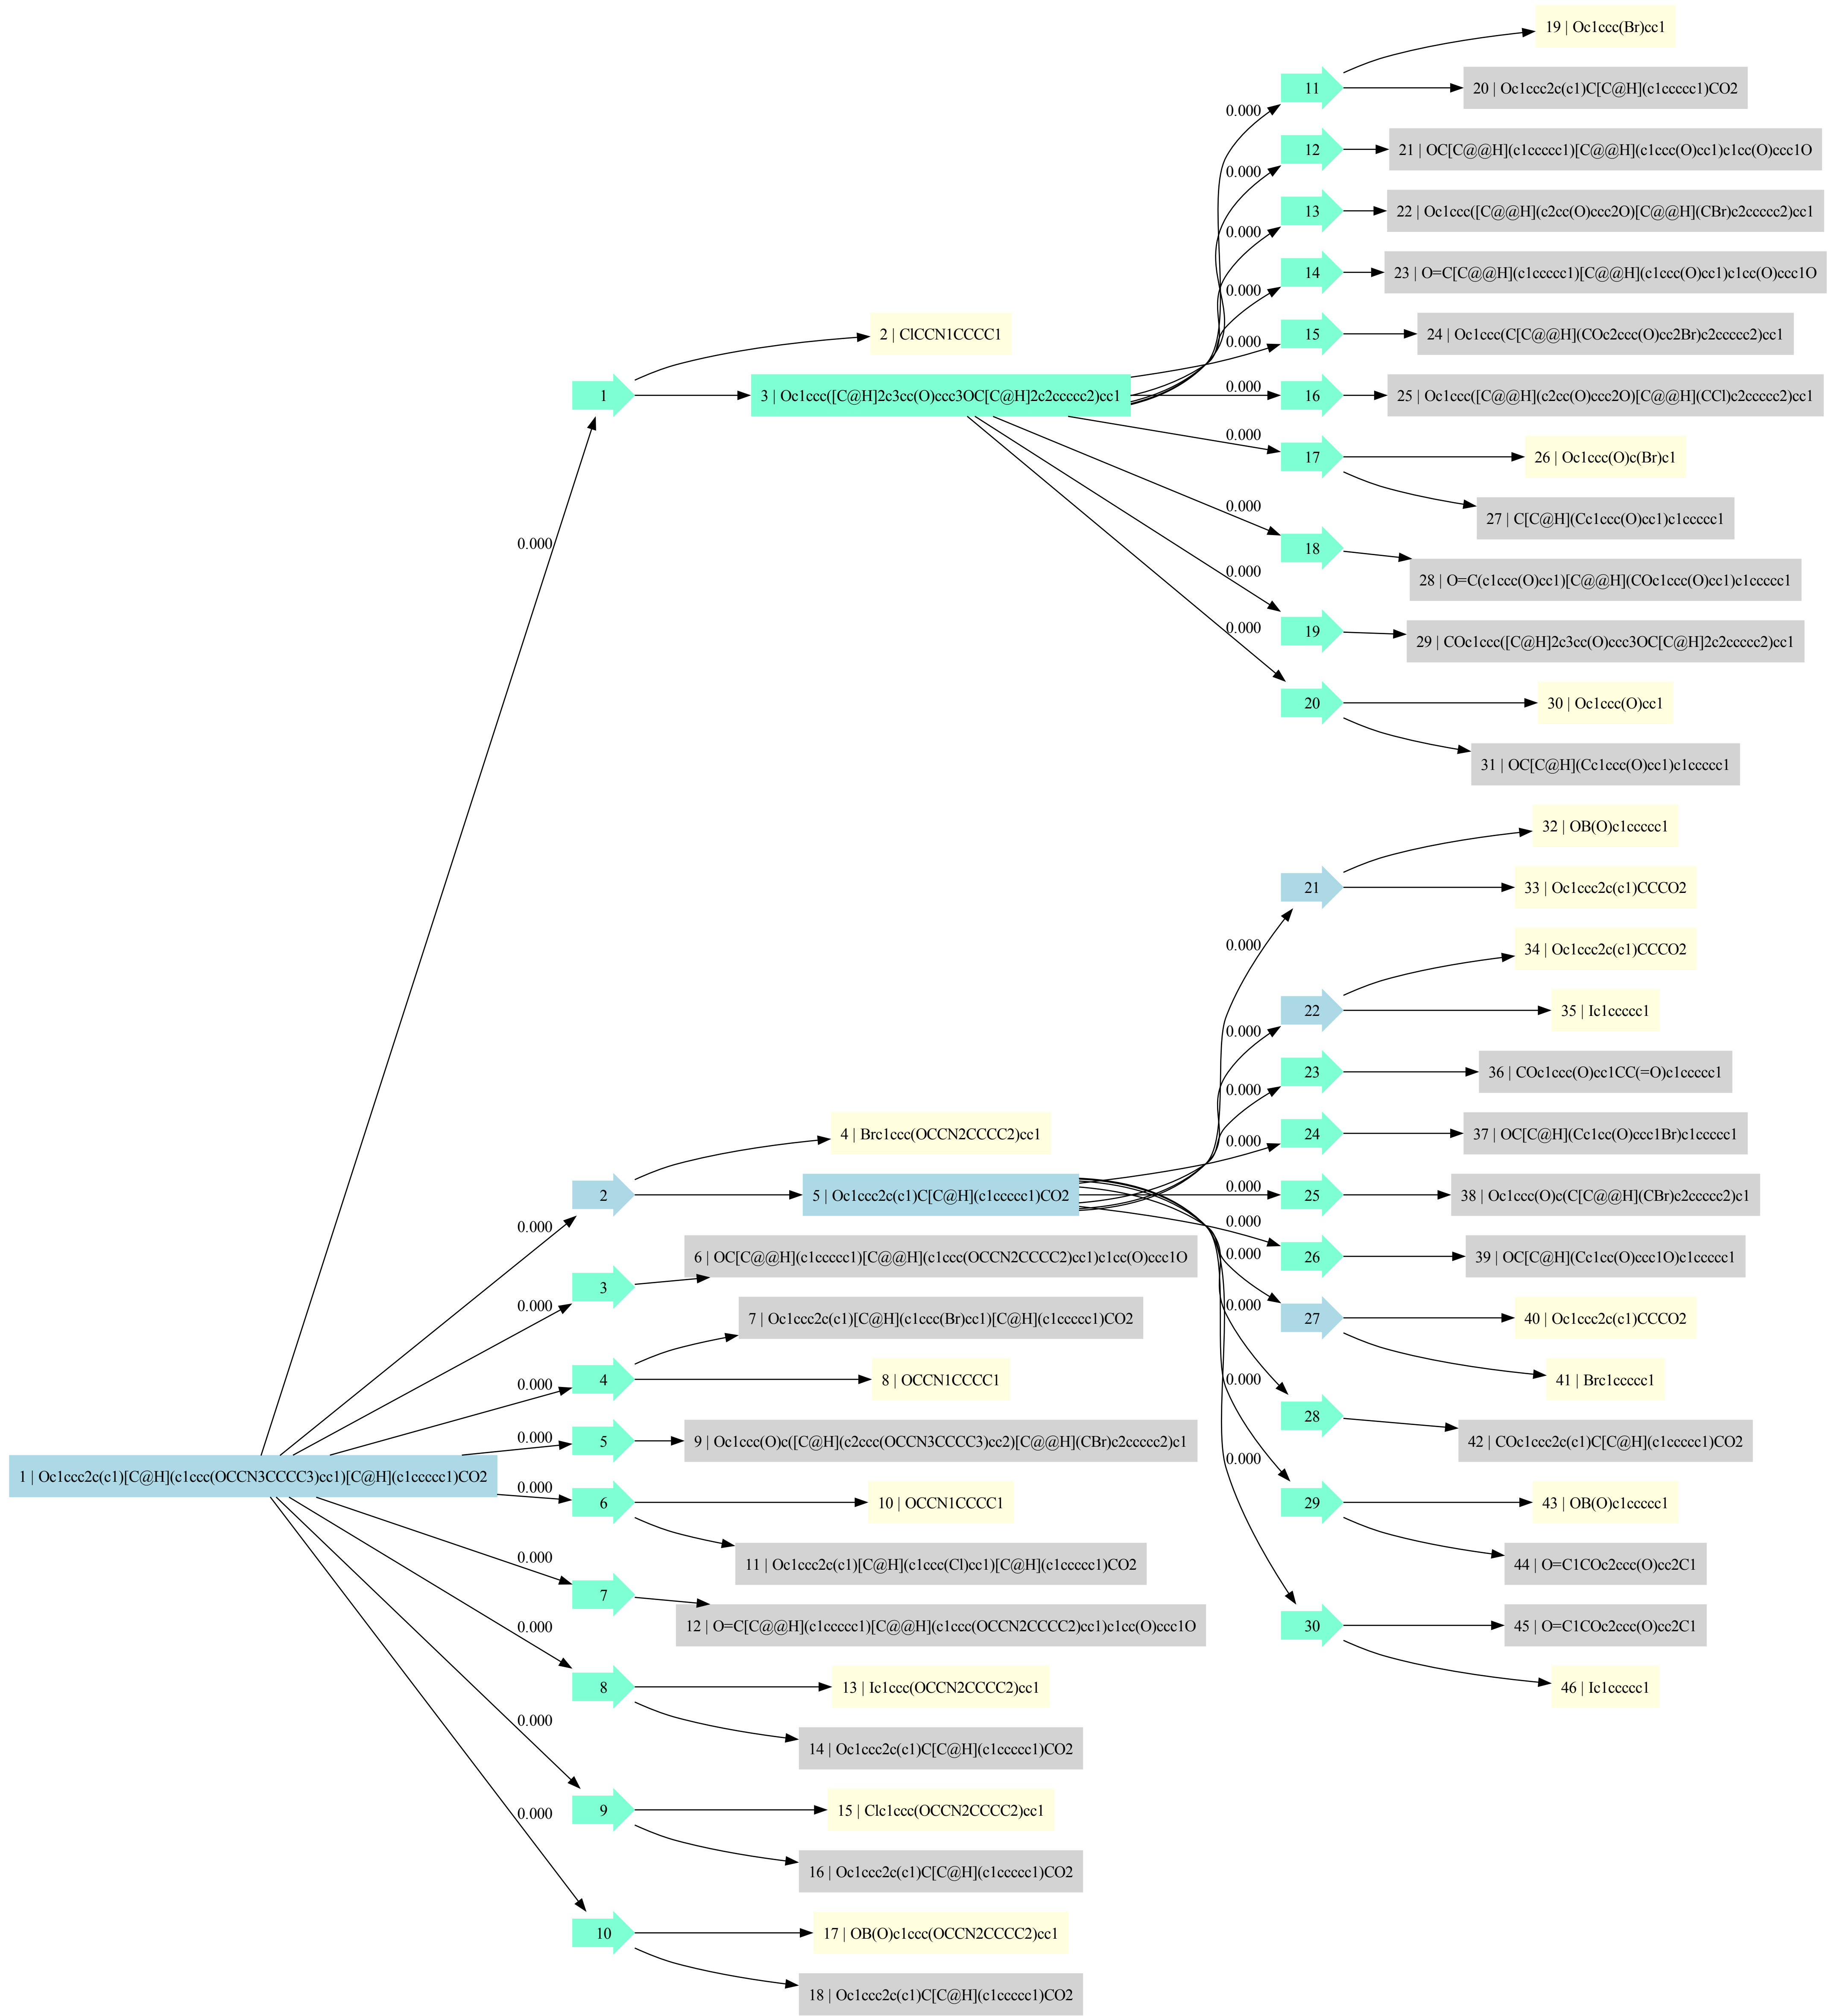 19 | Oc1ccc(Br)cc1
11
20 | Oc1ccc2c(c1)C[C@H](c1ccccc1)CO2
0.000
12
21 | OC[C@@H](c1ccccc1)[C@@H](c1ccc(O)cc1)c1cc(O)ccc1O
0.000
13
22 | Oc1ccc([C@@H](c2cc(O)ccc2O)[C@@H](CBr)c2ccccc2)cc1
0.000
14
23 | O=C[C@@H](c1ccccc1)[C@@H](c1ccc(O)cc1)c1cc(O)ccc1O
0.000
15
24 | Oc1ccc(C[C@@H](COc2ccc(O)cc2Br)c2ccccc2)cc1
0.000
2 | ClCCN1CCCC1
1
3 | Oc1ccc([C@H]2c3cc(O)ccc3OC[C@H]2c2ccccc2)cc1
0.000
16
25 | Oc1ccc([C@@H](c2cc(O)ccc2O)[C@@H](CCl)c2ccccc2)cc1
0.000
17
26 | Oc1ccc(O)c(Br)c1
27 | C[C@H](Cc1ccc(O)cc1)c1ccccc1
0.000
18
28 | O=C(c1ccc(O)cc1)[C@@H](COc1ccc(O)cc1)c1ccccc1
0.000
0.000
19
29 | COc1ccc([C@H]2c3cc(O)ccc3OC[C@H]2c2ccccc2)cc1
0.000
20
30 | Oc1ccc(O)cc1
31 | OC[C@H](Cc1ccc(O)cc1)c1ccccc1
32 | OB(O)c1ccccc1
21
33 | Oc1ccc2c(c1)CCCO2
0.000
34 | Oc1ccc2c(c1)CCCO2
22
35 | Ic1ccccc1
0.000
23
36 | COc1ccc(O)cc1CC(=O)c1ccccc1
0.000
24
37 | OC[C@H](Cc1cc(O)ccc1Br)c1ccccc1
0.000
4 | Brc1ccc(OCCN2CCCC2)cc1
2
5 | Oc1ccc2c(c1)C[C@H](c1ccccc1)CO2
0.000
25
38 | Oc1ccc(O)c(C[C@@H](CBr)c2ccccc2)c1
0.000
0.000
26
39 | OC[C@H](Cc1cc(O)ccc1O)c1ccccc1
0.000
6 | OC[C@@H](c1ccccc1)[C@@H](c1ccc(OCCN2CCCC2)cc1)c1cc(O)ccc1O
3
0.000
0.000
7 | Oc1ccc2c(c1)[C@H](c1ccc(Br)cc1)[C@H](c1ccccc1)CO2
27
40 | Oc1ccc2c(c1)CCCO2
41 | Brc1ccccc1
4
8 | OCCN1CCCC1
0.000
0.000
28
42 | COc1ccc2c(c1)C[C@H](c1ccccc1)CO2
0.000
5
9 | Oc1ccc(O)c([C@H](c2ccc(OCCN3CCCC3)cc2)[C@@H](CBr)c2ccccc2)c1
0.000
1 | Oc1ccc2c(c1)[C@H](c1ccc(OCCN3CCCC3)cc1)[C@H](c1ccccc1)CO2
0.000
6
10 | OCCN1CCCC1
29
43 | OB(O)c1ccccc1
11 | Oc1ccc2c(c1)[C@H](c1ccc(Cl)cc1)[C@H](c1ccccc1)CO2
44 | O=C1COc2ccc(O)cc2C1
0.000
7
12 | O=C[C@@H](c1ccccc1)[C@@H](c1ccc(OCCN2CCCC2)cc1)c1cc(O)ccc1O
30
45 | O=C1COc2ccc(O)cc2C1
46 | Ic1ccccc1
0.000
8
13 | Ic1ccc(OCCN2CCCC2)cc1
14 | Oc1ccc2c(c1)C[C@H](c1ccccc1)CO2
0.000
9
15 | Clc1ccc(OCCN2CCCC2)cc1
16 | Oc1ccc2c(c1)C[C@H](c1ccccc1)CO2
0.000
10
17 | OB(O)c1ccc(OCCN2CCCC2)cc1
18 | Oc1ccc2c(c1)C[C@H](c1ccccc1)CO2